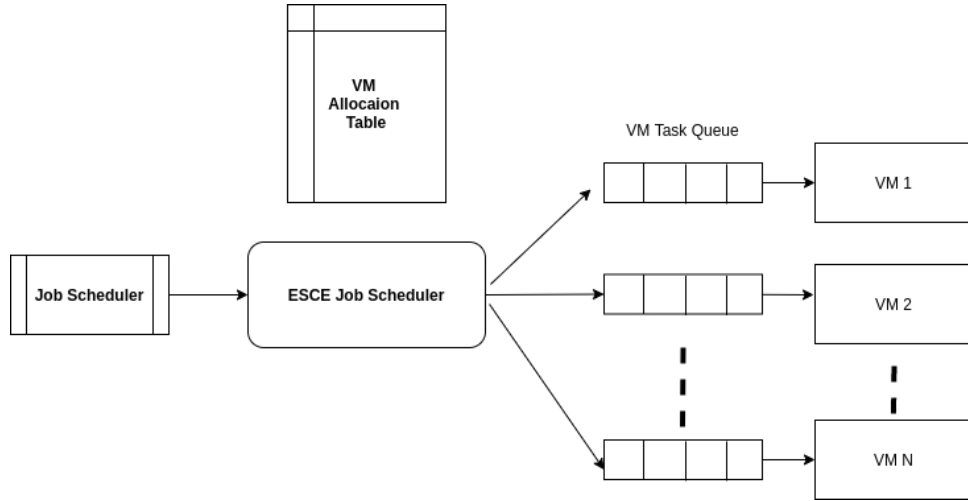 VM
Allocaion
Table
VM Task Queue
VM 1
Job Scheduler
ESCE Job Scheduler
VM 2
VM N